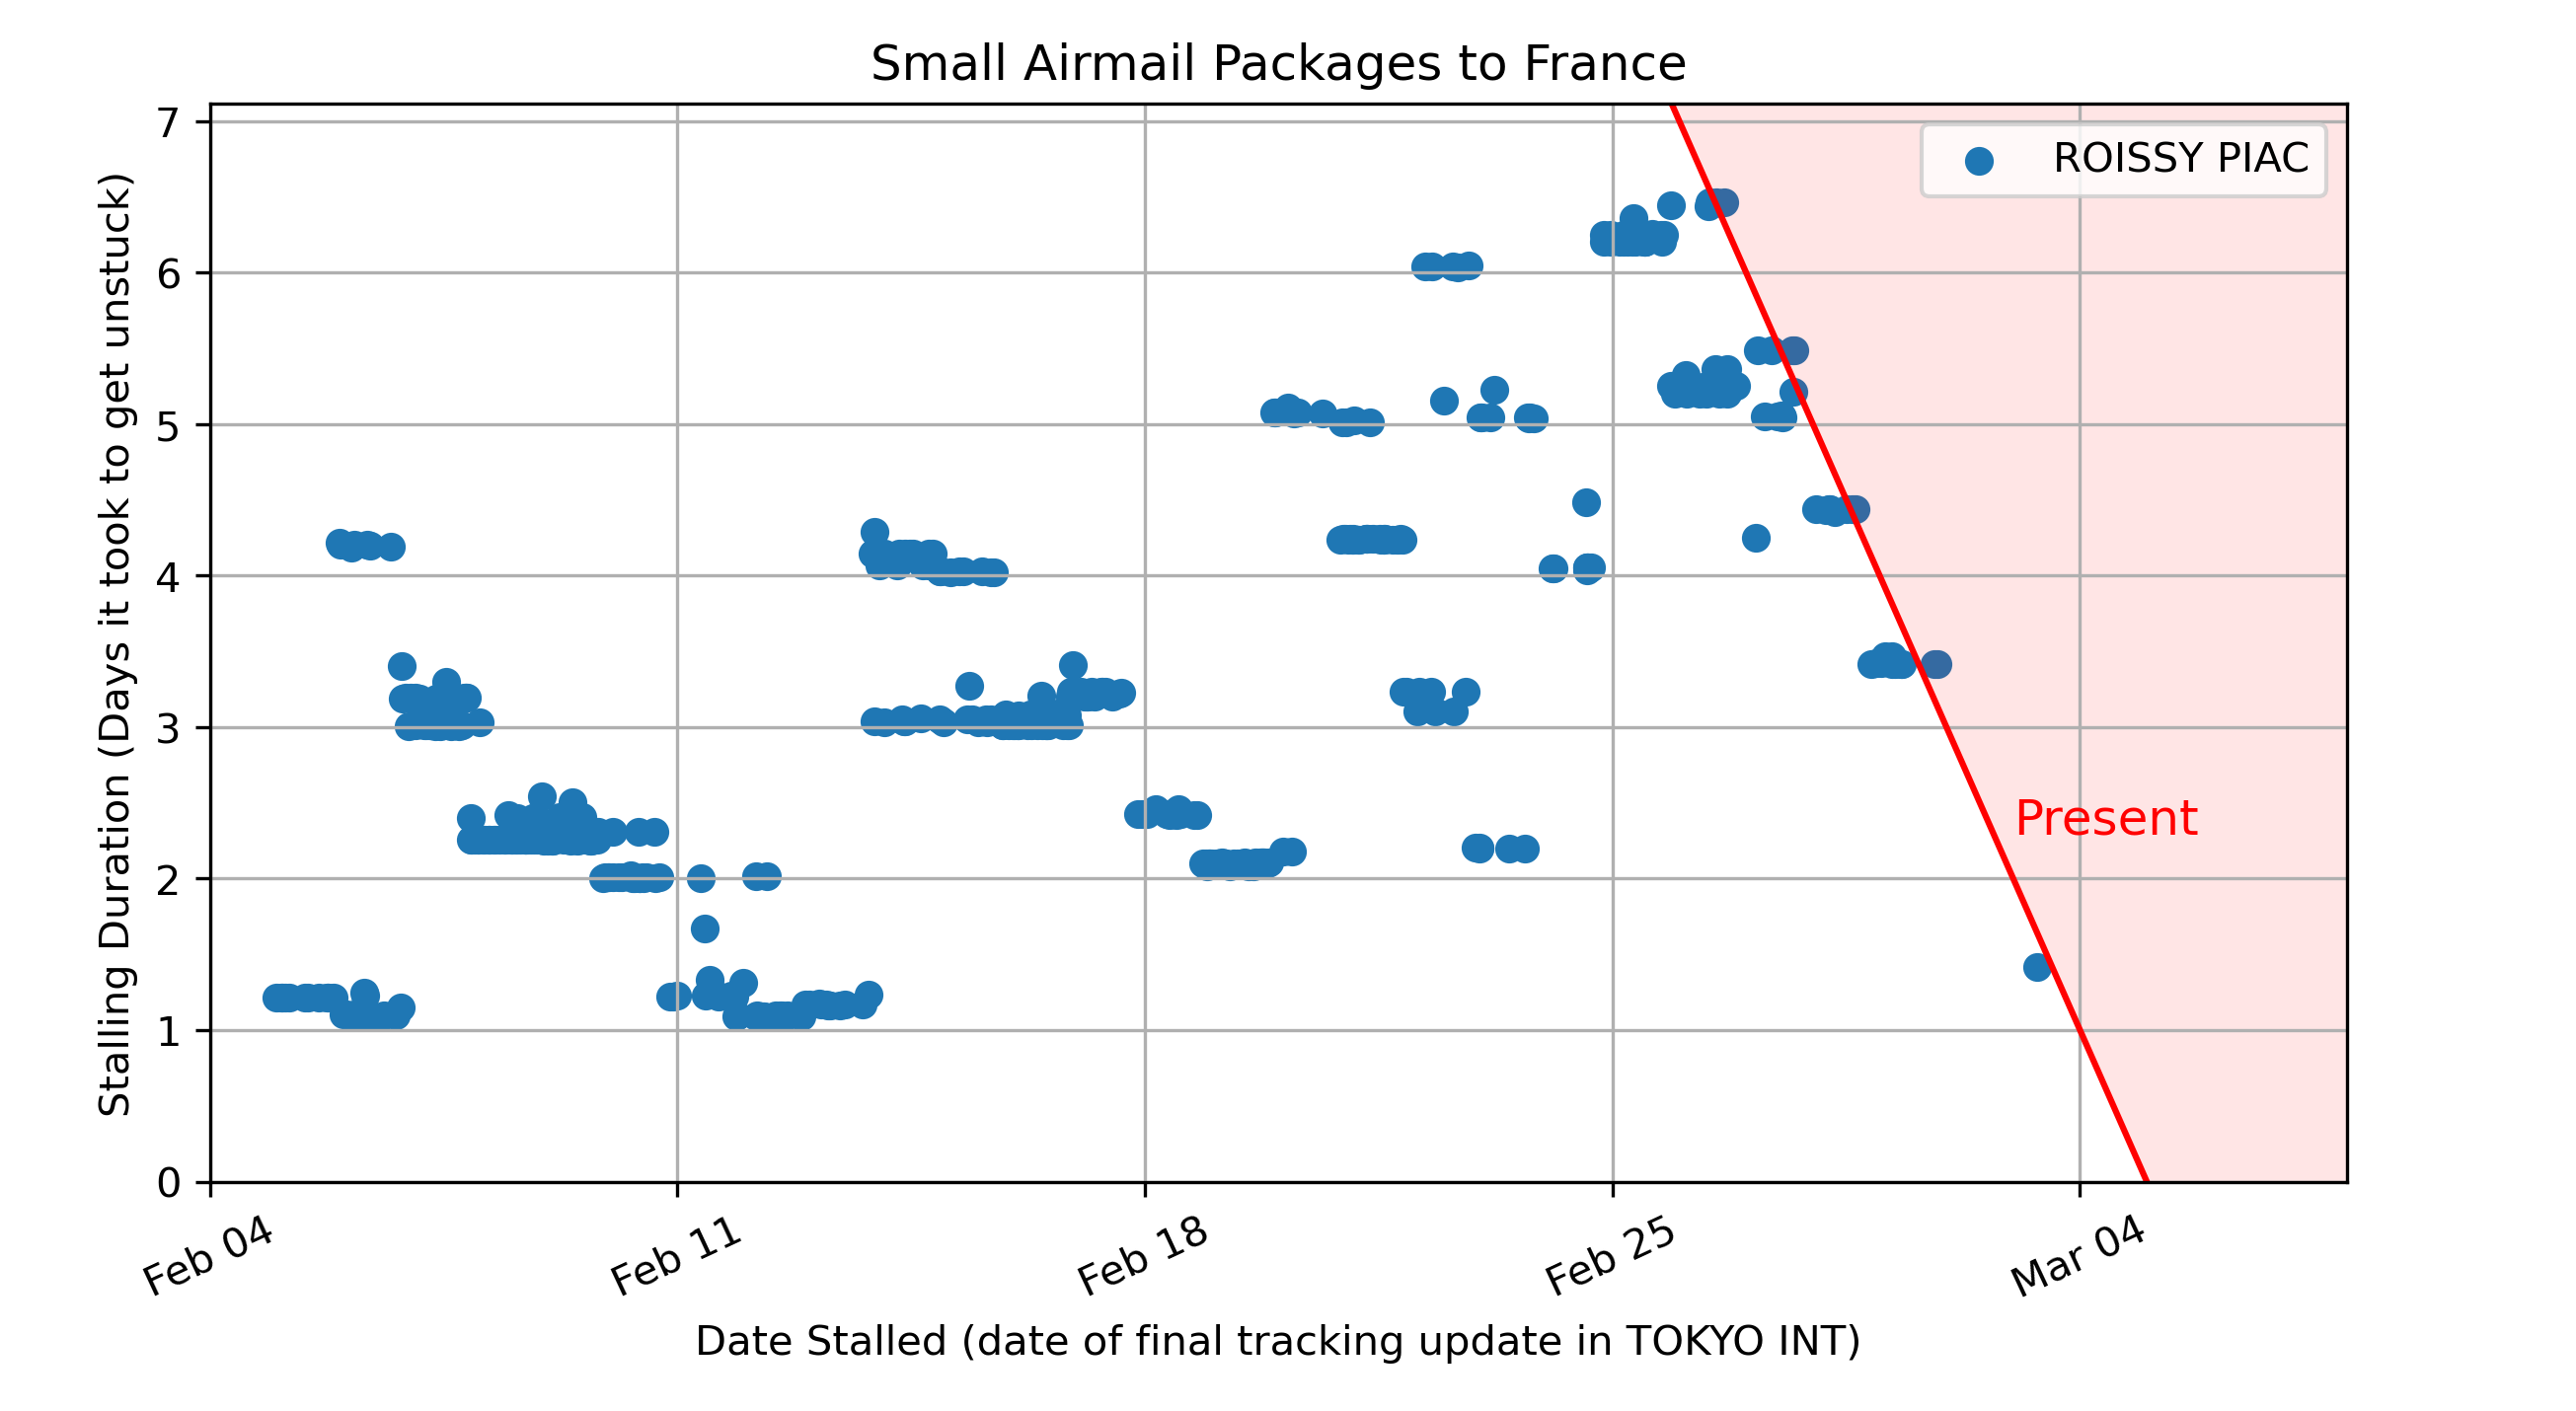 Small Airmail Packages to France
Stalling Duration (Days it took to get unstuck)
7
6
5
4
3
2
1
0
ROISSY PIAC
Present
Feb 04
Feb 11
Feb 18
Feb 25
Mar 04
Date Stalled (date of final tracking update in TOKYO INT)